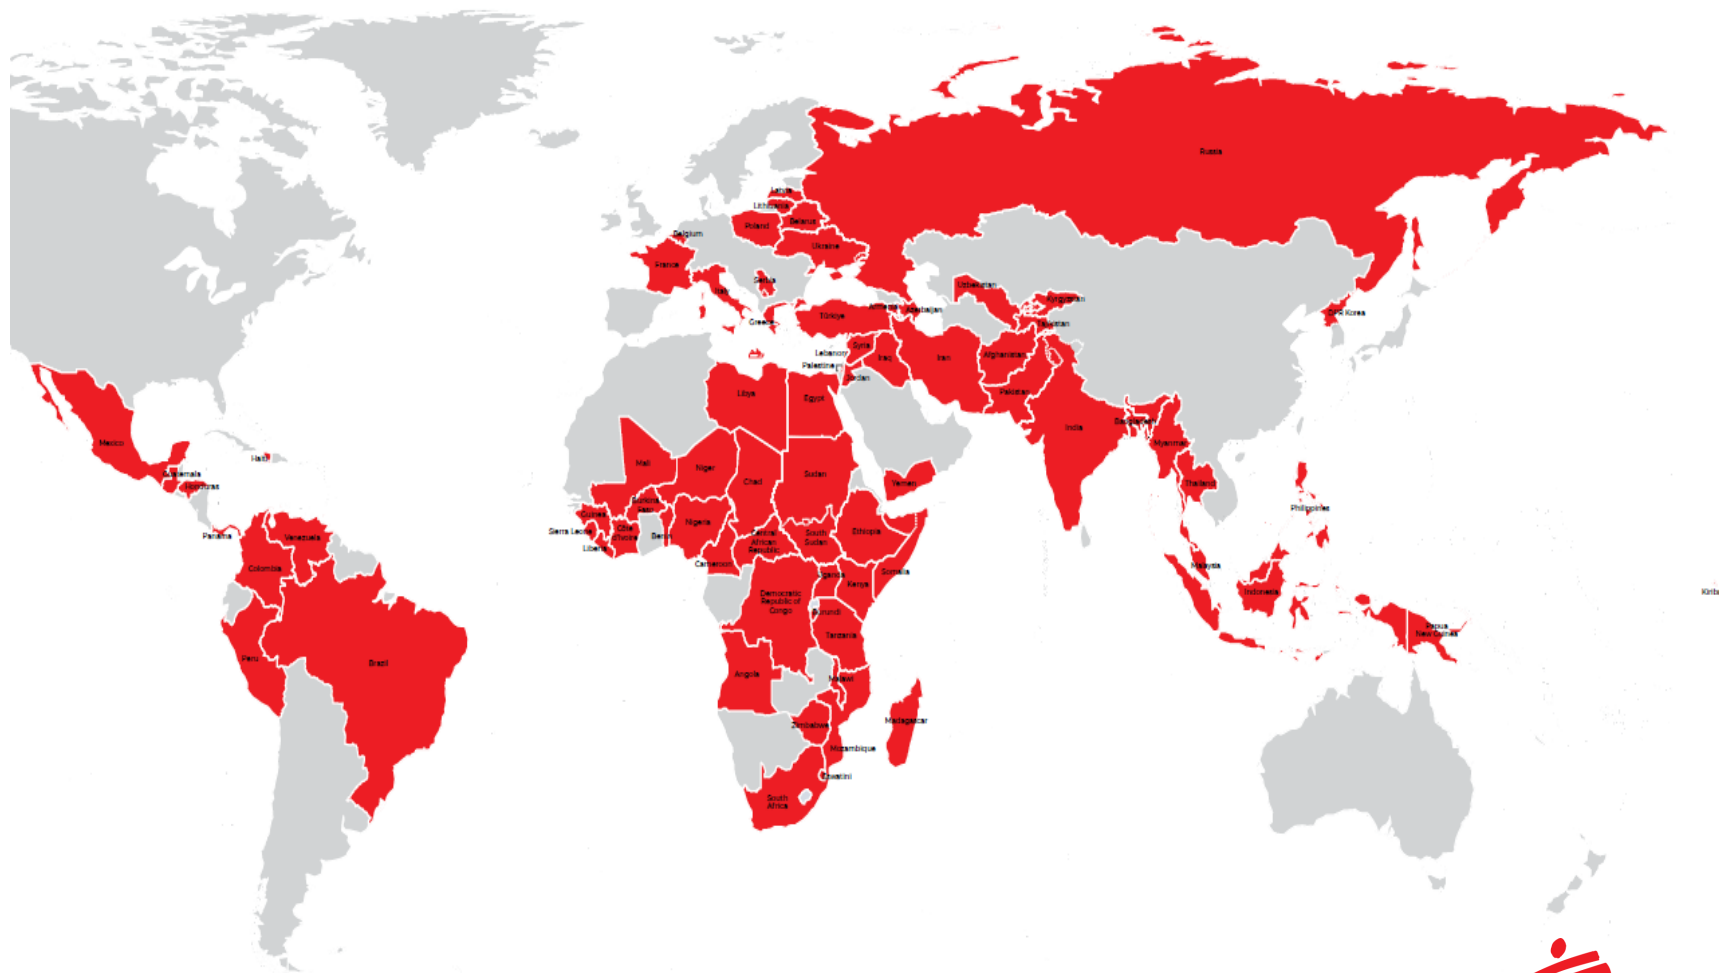 Russia
Latvia
Lithuania
Belarus
Poland
Belgium
Ukraine
France
Serbia
Italy
Uzbekistan
Kyrgyzstan
Armenia
Azerbaijan
DPR Korea
Greece
Türkiye
Tajikistan
Lebanon
Syria
Iraq
Iran
Afghanistan
Palestine
Jordan
Pakistan
Libya
Egypt
India
Bangladesh
Mexico
Myanmar
Haiti
Mali
Niger
Guatemala
Sudan
Chad
Yemen
Thailand
Honduras
Burkina
Faso
Philippines
Guinea
Nigeria
Sierra Leone
Côte
d'Ivoire
Benin
Central
African
Republic
South
Sudan
Ethiopia
Panama
Venezuela
Liberia
Cameroon
Malaysia
Colombia
Uganda
Kenya
Somalia
Democratic
Republic of
Congo
Indonesia
Kiriba
Burundi
Papua
New Guinea
Tanzania
Peru
Brazil
Angola
Malawi
Madagascar
Zimbabwe
Mozambique
Eswatini
South
Africa